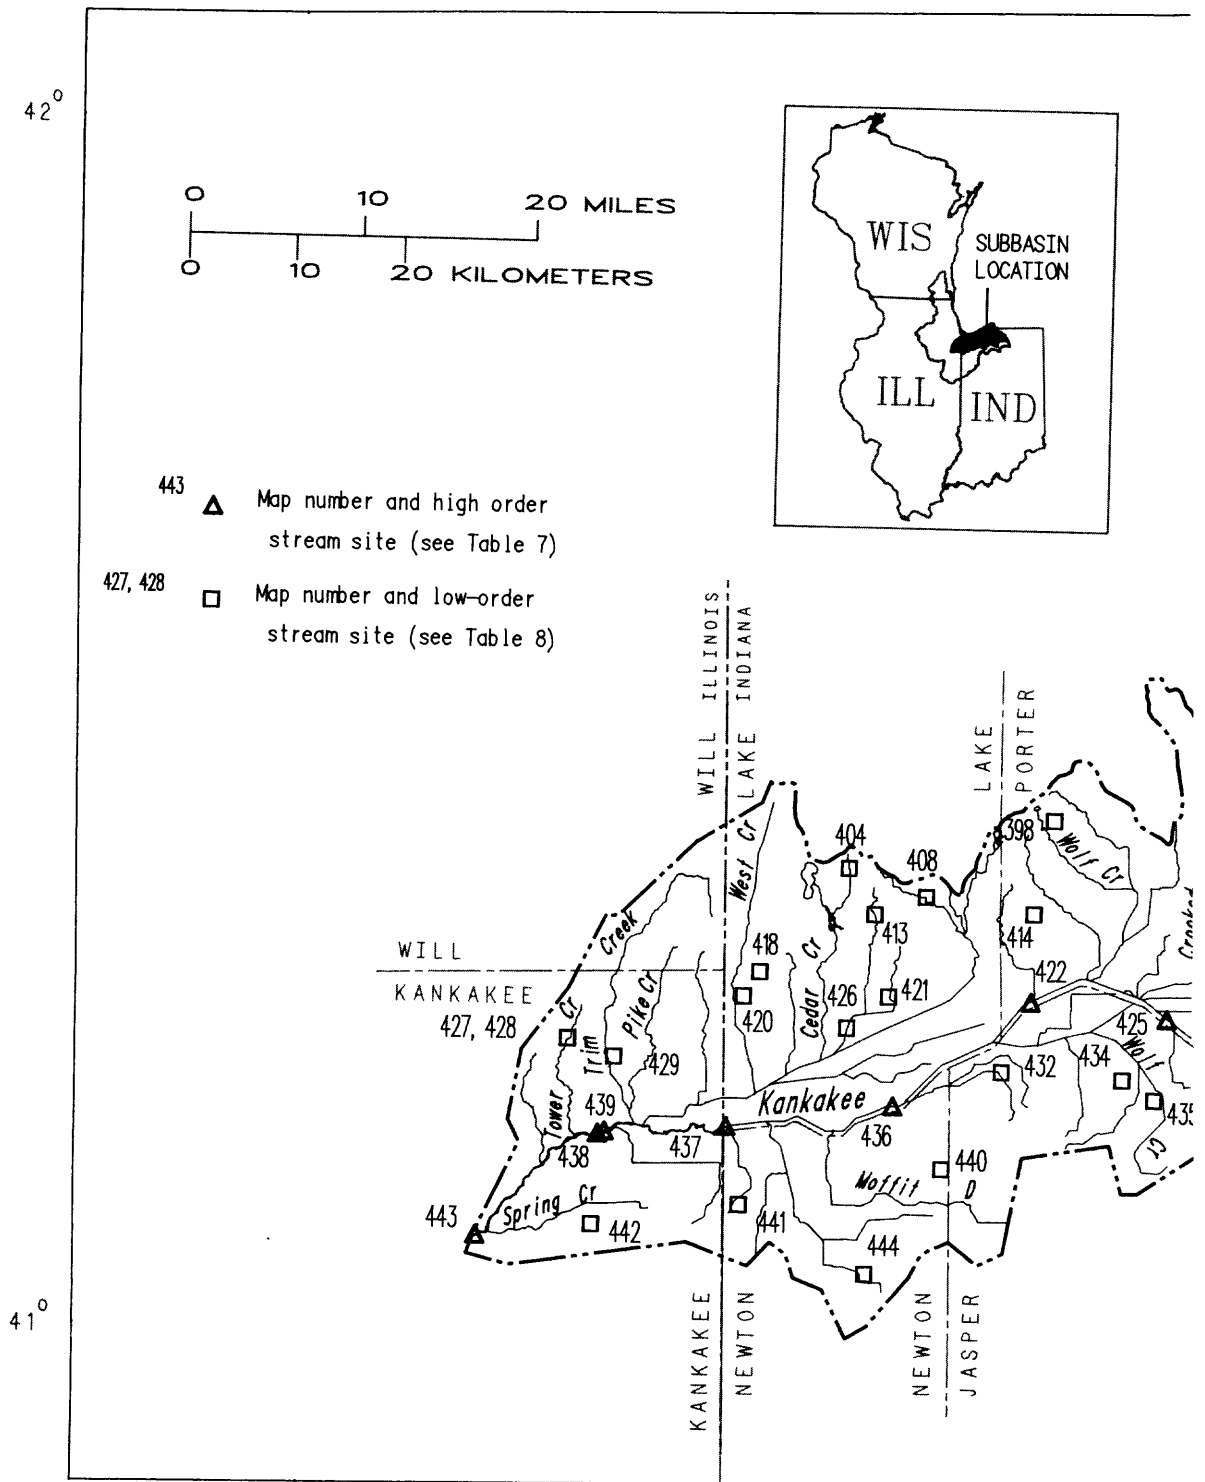 42°
0 10 20 MILES
0 10 20 KILOMETERS
WIS
SUBBASIN
LOCATION
ILL
IND
443
Map number and high order
stream site (see Table 7)
427, 428
Map number and low-order
stream site (see Table 8)
WILL ILLINOIS
LAKE INDIANA
LAKE
PORTER
404
408
398
Wolf Cr
West Cr
Creek
413
414
Crooked
WILL
KANKAKEE
418
420
Cedar Cr
426
421
422
425
427, 428
Cr
Pike Cr
Trim
429
Wolf
434
432
435
Cr
Tower
439
438
437
Kankakee
436
440
Moffit D
Spring Cr
443
442
441
444
41°
KANKAKEE
NEWTON
NEWTON
JASPER